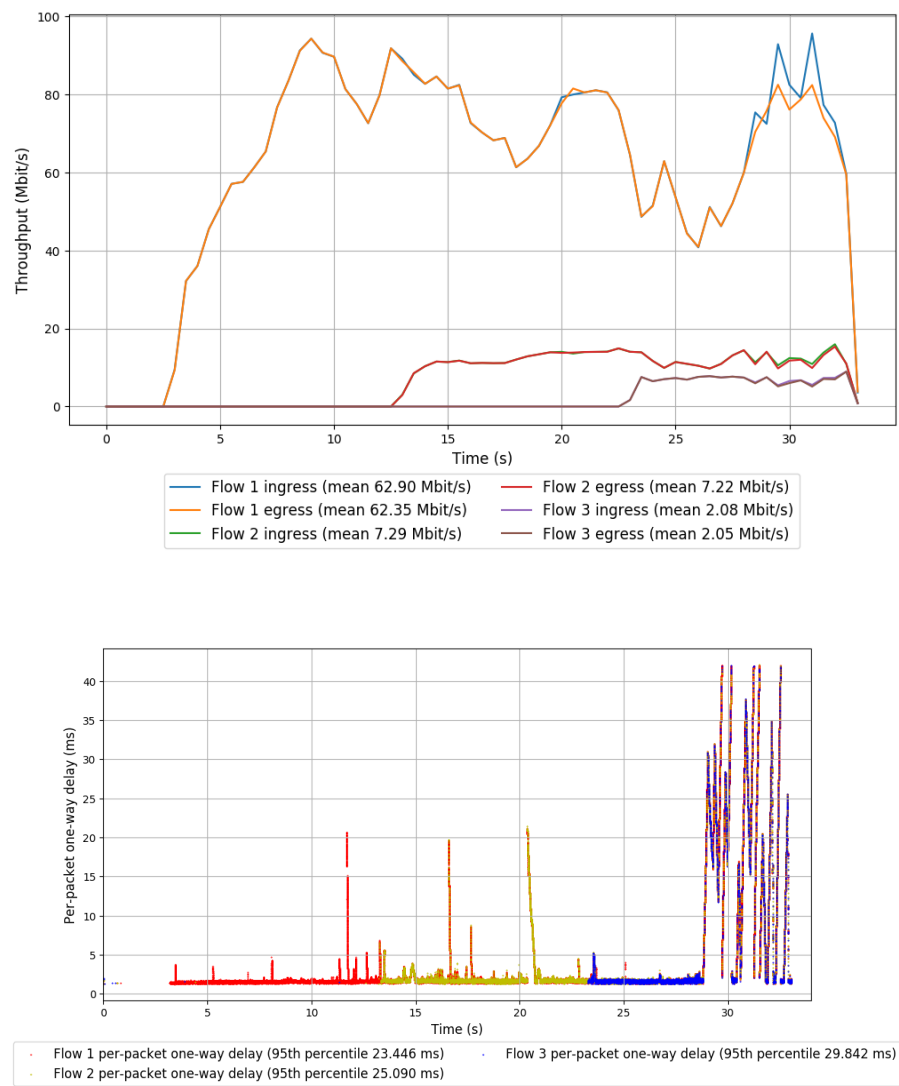 100
80
60
40
20
0
Throughput (Mbit/s)
0 5 10 15 20 25 30
Time (s)
Flow 1 ingress (mean 62.90 Mbit/s)
Flow 1 egress (mean 62.35 Mbit/s)
Flow 2 ingress (mean 7.29 Mbit/s)
Flow 2 egress (mean 7.22 Mbit/s)
Flow 3 ingress (mean 2.08 Mbit/s)
Flow 3 egress (mean 2.05 Mbit/s)
40
35
30
25
20
15
10
5
0
Per-packet one-way delay (ms)
0 5 10 15 20 25 30
Time (s)
Flow 1 per-packet one-way delay (95th percentile 23.446 ms)
Flow 2 per-packet one-way delay (95th percentile 25.090 ms)
Flow 3 per-packet one-way delay (95th percentile 29.842 ms)